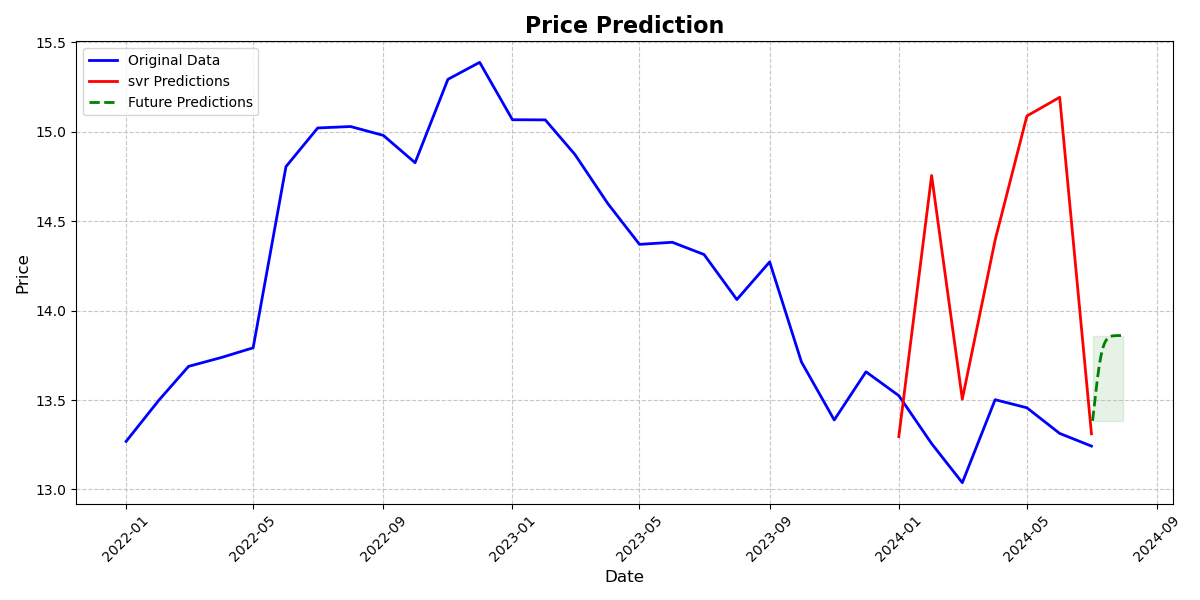 Price Prediction
Original Data
svr Predictions
Future Predictions
Price
15.5
15.0
14.5
14.0
13.5
13.0
2022-01
2022-05
2022-09
2023-01
2023-05
2023-09
2024-01
2024-05
2024-09
Date